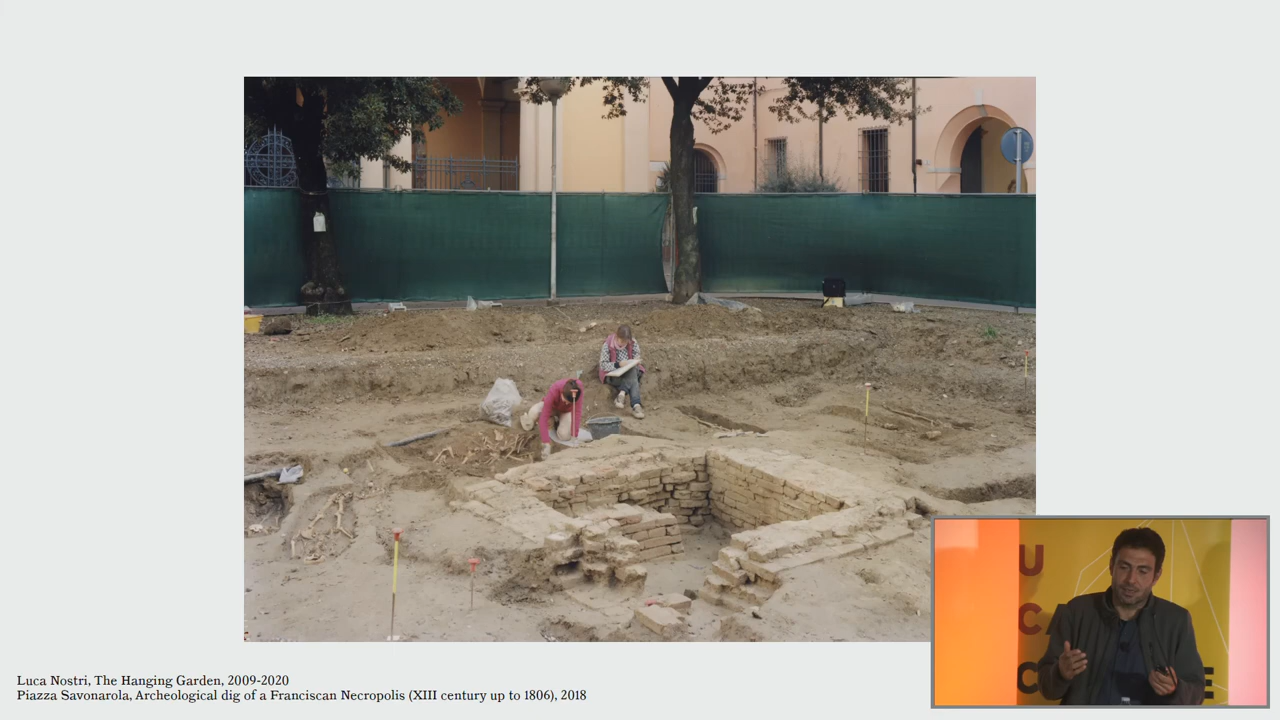 Luca Nostri, The Hanging Garden, 2009-2020
Piazza Savonarola, Archeological dig of a Franciscan Necropolis (XIII century up to 1806), 2018
U